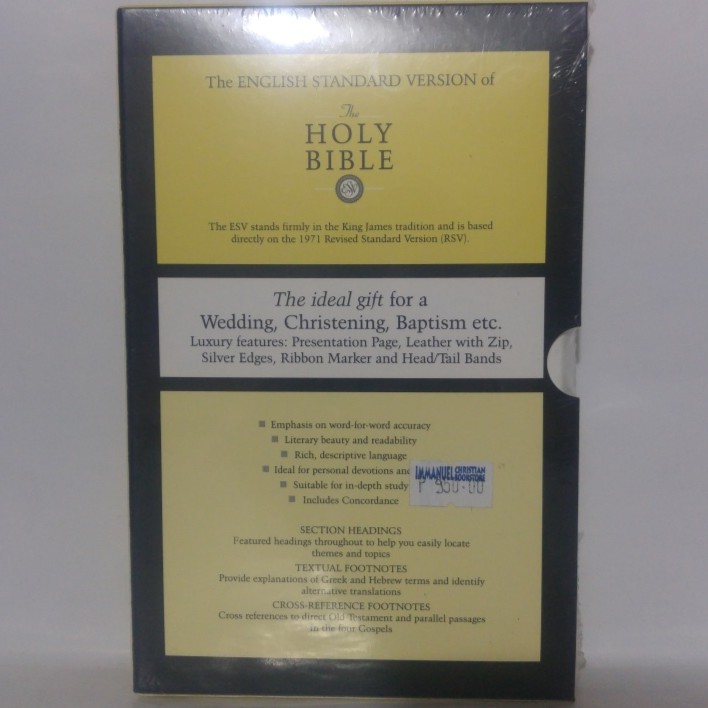 The ENGLISH STANDARD VERSION of
The
HOLY
BIBLE
ESV
The ESV stands firmly in the King James tradition and is based
directly on the 1971 Revised Standard Version (RSV).
The ideal gift for a
Wedding, Christening, Baptism etc.
Luxury features: Presentation Page, Leather with Zip,
Silver Edges, Ribbon Marker and Head/Tail Bands
■ Emphasis on word-for-word accuracy
■ Literary beauty and readability
■ Rich, descriptive language
■ Ideal for personal devotions and
■ Suitable for in-depth study
■ Includes Concordance
IMMANUEL CHRISTIAN BOOKSTORE
P 950.00
SECTION HEADINGS
Featured headings throughout to help you easily locate
themes and topics
TEXTUAL FOOTNOTES
Provide explanations of Greek and Hebrew terms and identify
alternative translations
CROSS-REFERENCE FOOTNOTES
Cross references to direct Old Testament and parallel passages
in the four Gospels